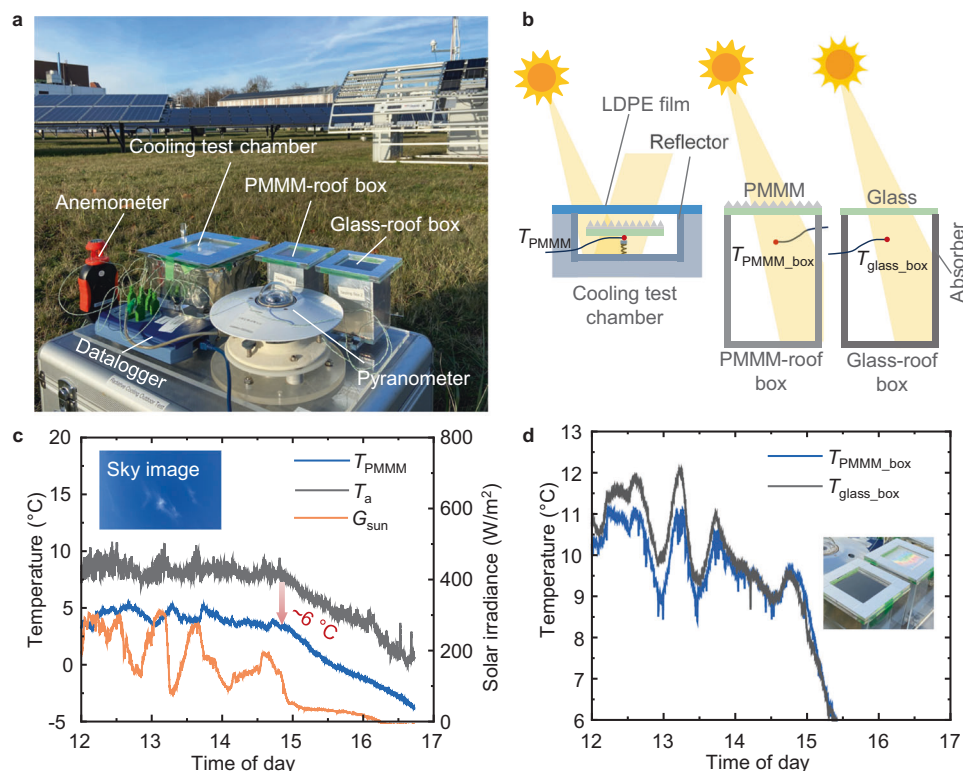 a
Cooling test chamber
PMMM-roof box
Anemometer
Glass-roof box
Datalogger
Pyranometer
b
LDPE film
Reflector
PMMM
Glass
T_PMMM
T_PMMM_box
T_glass_box
Absorber
Cooling test
chamber
PMMM-roof
box
Glass-roof
box
c
20
15
10
5
0
-5
Temperature (°C)
Sky image
T_PMMM
T_a
G_sun
~6 °C
800
600
400
200
0
Solar irradiance (W/m²)
12 13 14 15 16 17
Time of day
d
13
12
11
10
9
8
7
6
Temperature (°C)
T_PMMM_box
T_glass_box
12 13 14 15 16 17
Time of day